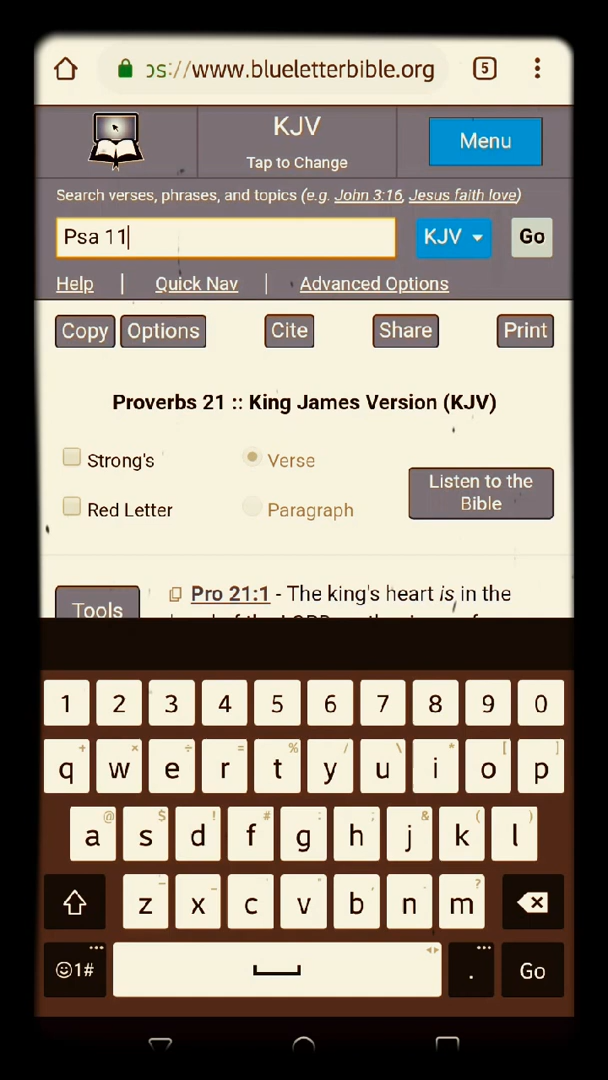 ps://www.blueletterbible.org 5
KJV
Tap to Change
Menu
Search verses, phrases, and topics (e.g. John 3:16, Jesus faith love)
Psa 11 KJV Go
Help | Quick Nav | Advanced Options
Copy Options Cite Share Print
Proverbs 21 :: King James Version (KJV)
Strong's Verse
Listen to the
Bible
Red Letter Paragraph
Tools
Pro 21:1 - The king's heart is in the
1 2 3 4 5 6 7 8 9 0
+ × ÷ = % / \ * [ ]
q w e r t y u i o p
@ $ ! # : ; & ( )
a s d f g h j k l
z x c v b n m
?
1# . Go